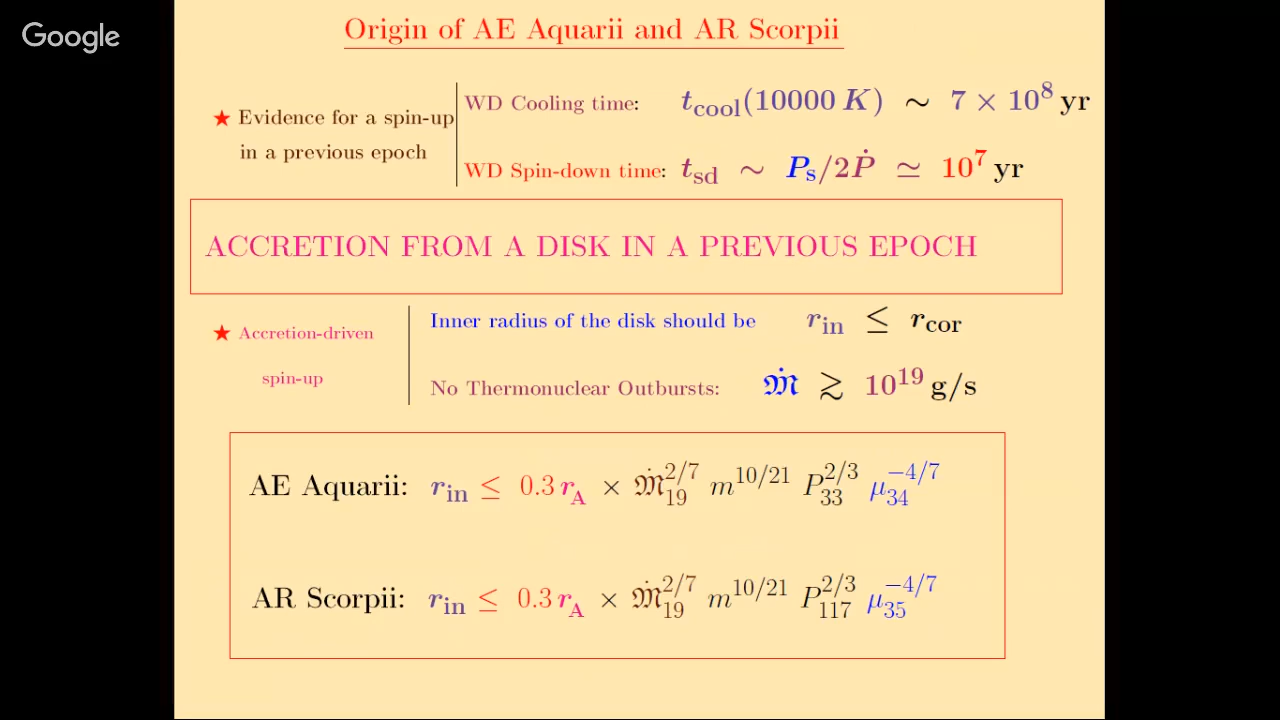 Google
Origin of AE Aquarii and AR Scorpii
★ Evidence for a spin-up
in a previous epoch
WD Cooling time: t_cool(10000 K) ∼ 7 × 10^8 yr
WD Spin-down time: t_sd ∼ P_s/2Ṗ ≃ 10^7 yr
ACCRETION FROM A DISK IN A PREVIOUS EPOCH
★ Accretion-driven
spin-up
Inner radius of the disk should be r_in ≤ r_cor
No Thermonuclear Outbursts: 𝔐̇ ≳ 10^19 g/s
AE Aquarii: r_in ≤ 0.3 r_A × 𝔐̇_19^2/7 m^10/21 P_33^2/3 μ_34^−4/7
AR Scorpii: r_in ≤ 0.3 r_A × 𝔐̇_19^2/7 m^10/21 P_117^2/3 μ_35^−4/7